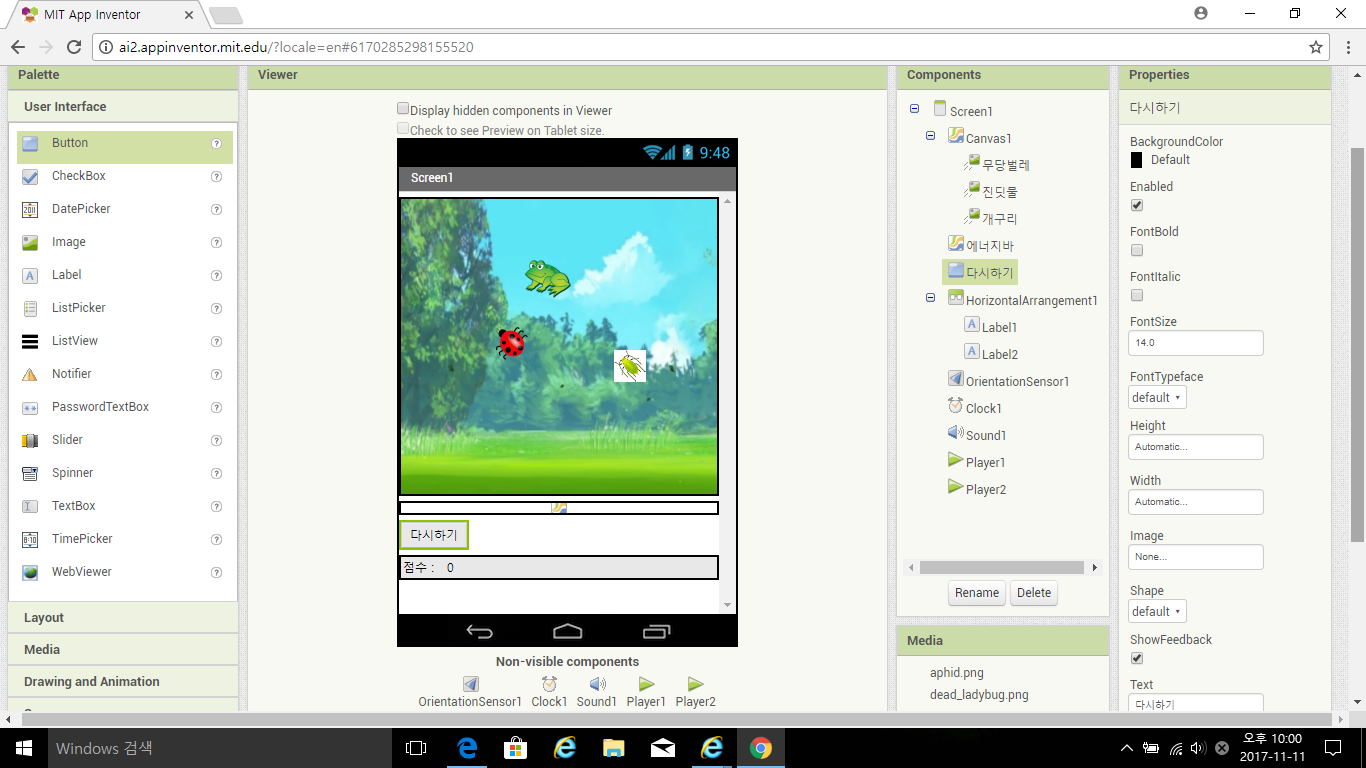 MIT App Inventor
ai2.appinventor.mit.edu/?locale=en#6170285298155520
Palette
User Interface
Button
CheckBox
DatePicker
Image
Label
ListPicker
ListView
Notifier
PasswordTextBox
Slider
Spinner
TextBox
TimePicker
WebViewer
Layout
Media
Drawing and Animation
Viewer
Display hidden components in Viewer
Check to see Preview on Tablet size.
9:48
Screen1
다시하기
점수 : 0
Non-visible components
OrientationSensor1 Clock1 Sound1 Player1 Player2
Components
Screen1
Canvas1
무당벌레
진딧물
개구리
에너지바
다시하기
HorizontalArrangement1
Label1
Label2
OrientationSensor1
Clock1
Sound1
Player1
Player2
Rename Delete
Media
aphid.png
dead_ladybug.png
Properties
다시하기
BackgroundColor
Default
Enabled
FontBold
FontItalic
FontSize
14.0
FontTypeface
default
Height
Automatic...
Width
Automatic...
Image
None...
Shape
default
ShowFeedback
Text
다시하기
Windows 검색
오후 10:00
2017-11-11